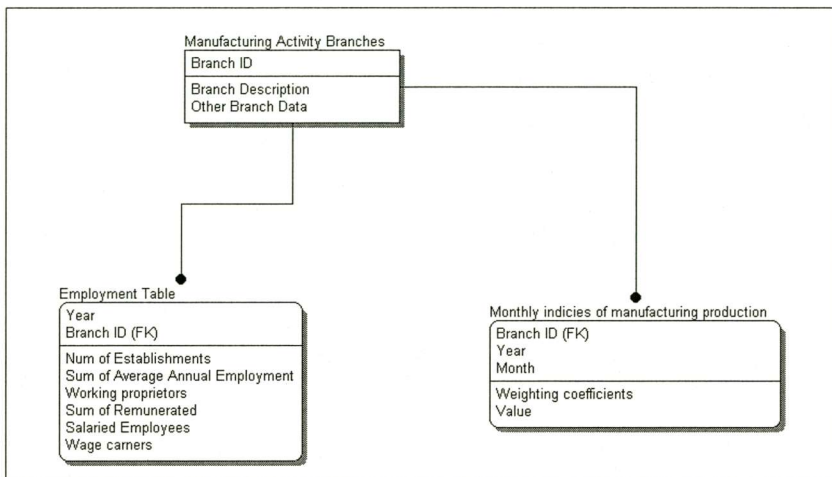 Manufacturing Activity Branches
Branch ID
Branch Description
Other Branch Data
Employment Table
Year
Branch ID (FK)
Num of Establishments
Sum of Average Annual Employment
Working proprietors
Sum of Remunerated
Salaried Employees
Wage carners
Monthly indicies of manufacturing production
Branch ID (FK)
Year
Month
Weighting coefficients
Value